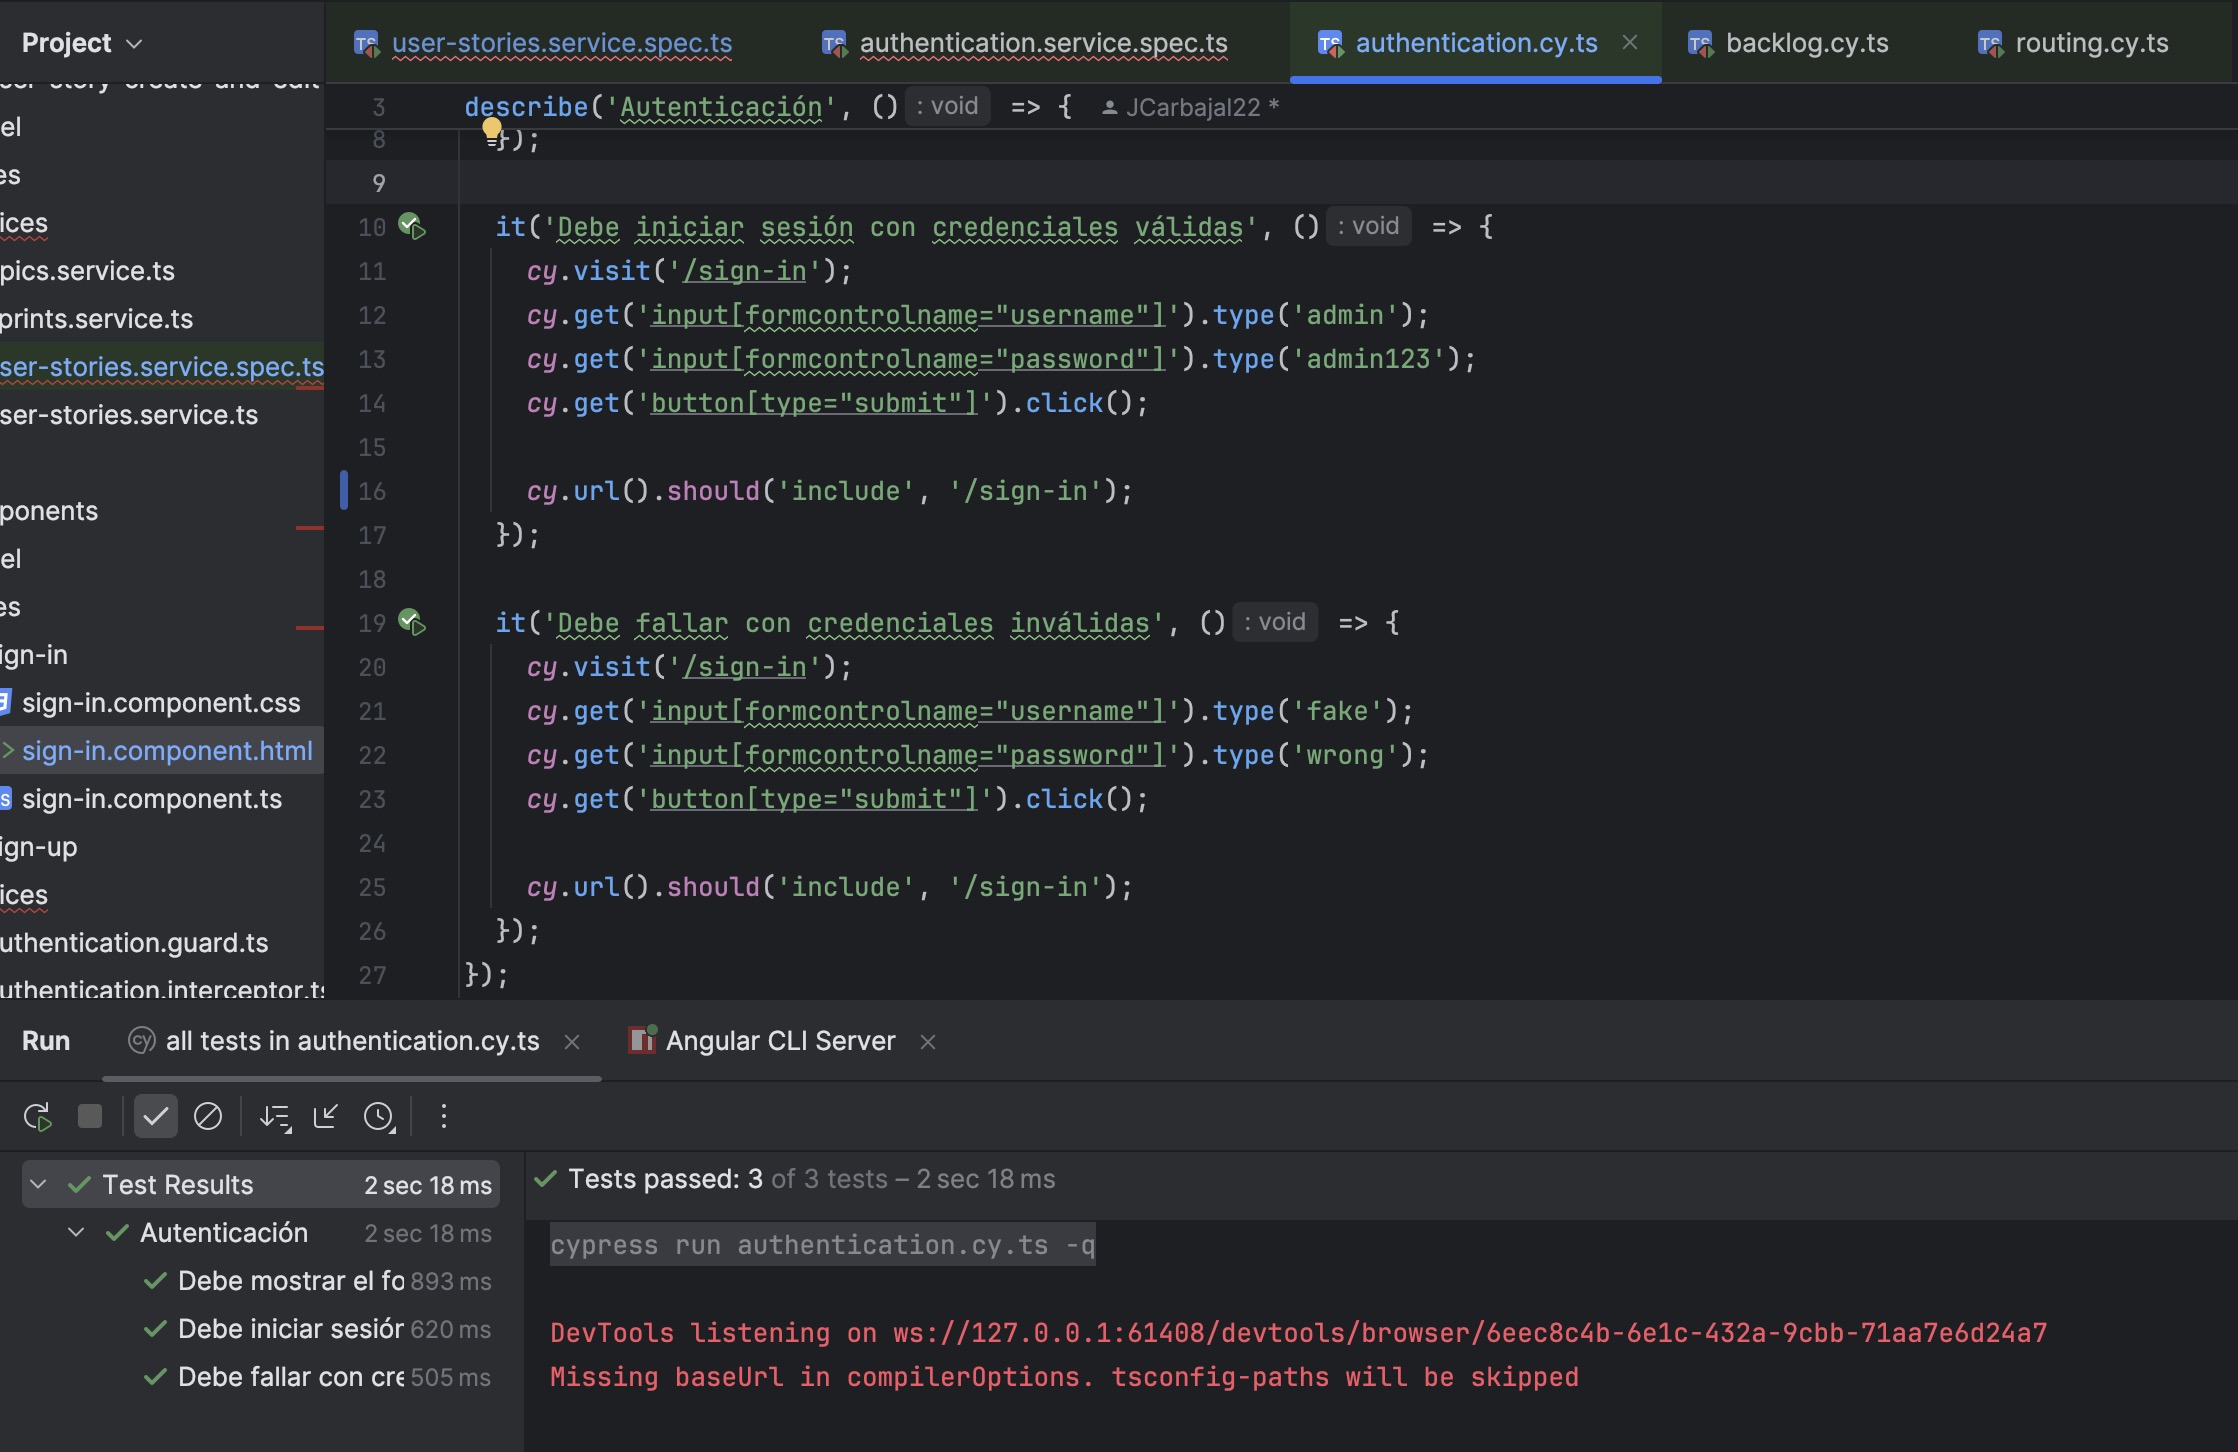 Project
user-stories.service.spec.ts
authentication.service.spec.ts
authentication.cy.ts
backlog.cy.ts
routing.cy.ts
el
es
ices
pics.service.ts
prints.service.ts
ser-stories.service.spec.ts
ser-stories.service.ts
ponents
el
es
ign-in
sign-in.component.css
sign-in.component.html
sign-in.component.ts
ign-up
ices
uthentication.guard.ts
uthentication.interceptor.ts
3 describe('Autenticación', () : void => { JCarbajal22 *
8 });
9
10 it('Debe iniciar sesión con credenciales válidas', () : void => {
11 cy.visit('/sign-in');
12 cy.get('input[formcontrolname="username"]').type('admin');
13 cy.get('input[formcontrolname="password"]').type('admin123');
14 cy.get('button[type="submit"]').click();
15
16 cy.url().should('include', '/sign-in');
17 });
18
19 it('Debe fallar con credenciales inválidas', () : void => {
20 cy.visit('/sign-in');
21 cy.get('input[formcontrolname="username"]').type('fake');
22 cy.get('input[formcontrolname="password"]').type('wrong');
23 cy.get('button[type="submit"]').click();
24
25 cy.url().should('include', '/sign-in');
26 });
27 });
Run
all tests in authentication.cy.ts
Angular CLI Server
Test Results 2 sec 18 ms
Autenticación 2 sec 18 ms
Debe mostrar el fo 893 ms
Debe iniciar sesiór 620 ms
Debe fallar con cre 505 ms
Tests passed: 3 of 3 tests – 2 sec 18 ms
cypress run authentication.cy.ts -q
DevTools listening on ws://127.0.0.1:61408/devtools/browser/6eec8c4b-6e1c-432a-9cbb-71aa7e6d24a7
Missing baseUrl in compilerOptions. tsconfig-paths will be skipped